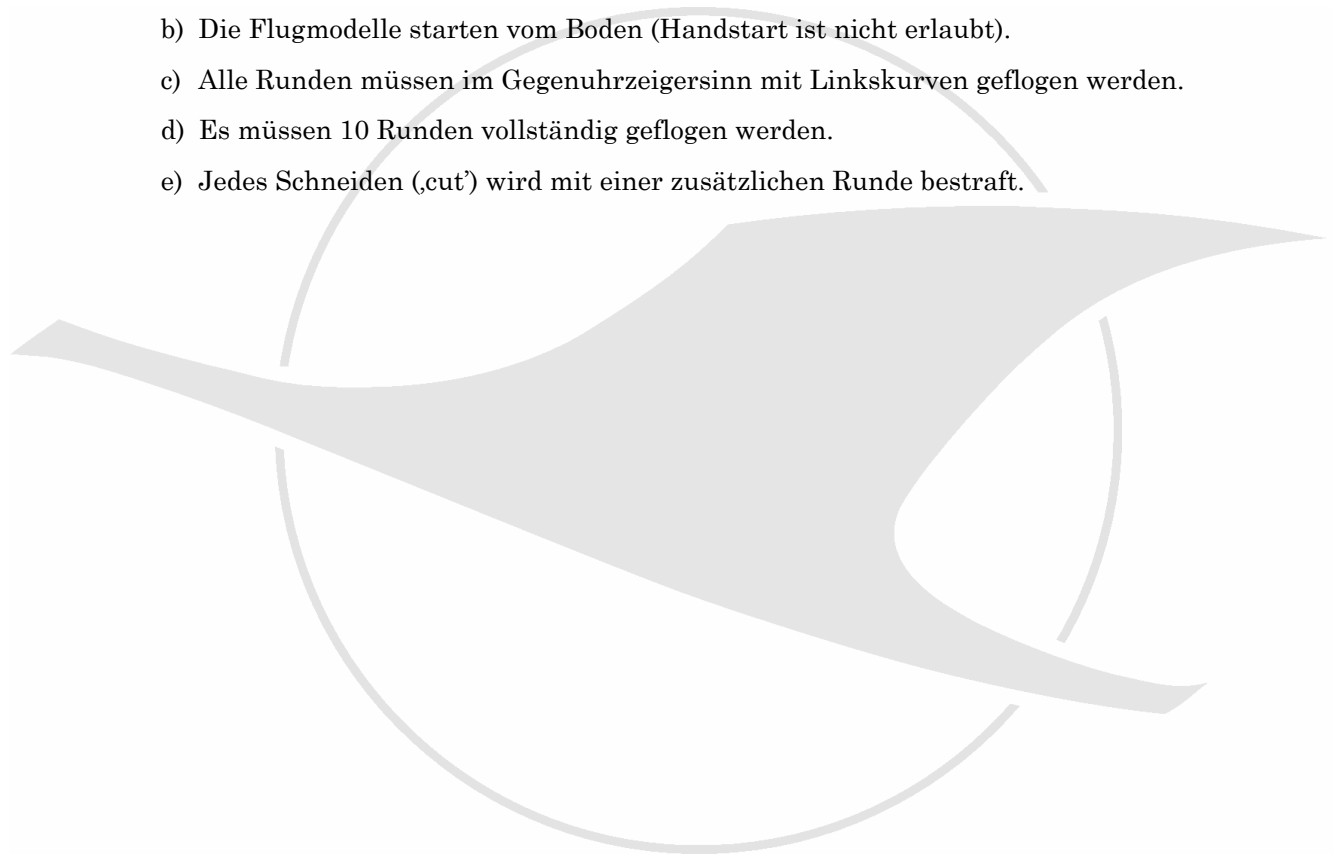 b) Die Flugmodelle starten vom Boden (Handstart ist nicht erlaubt).
c) Alle Runden müssen im Gegenuhrzeigersinn mit Linkskurven geflogen werden.
d) Es müssen 10 Runden vollständig geflogen werden.
e) Jedes Schneiden (‚cut’) wird mit einer zusätzlichen Runde bestraft.